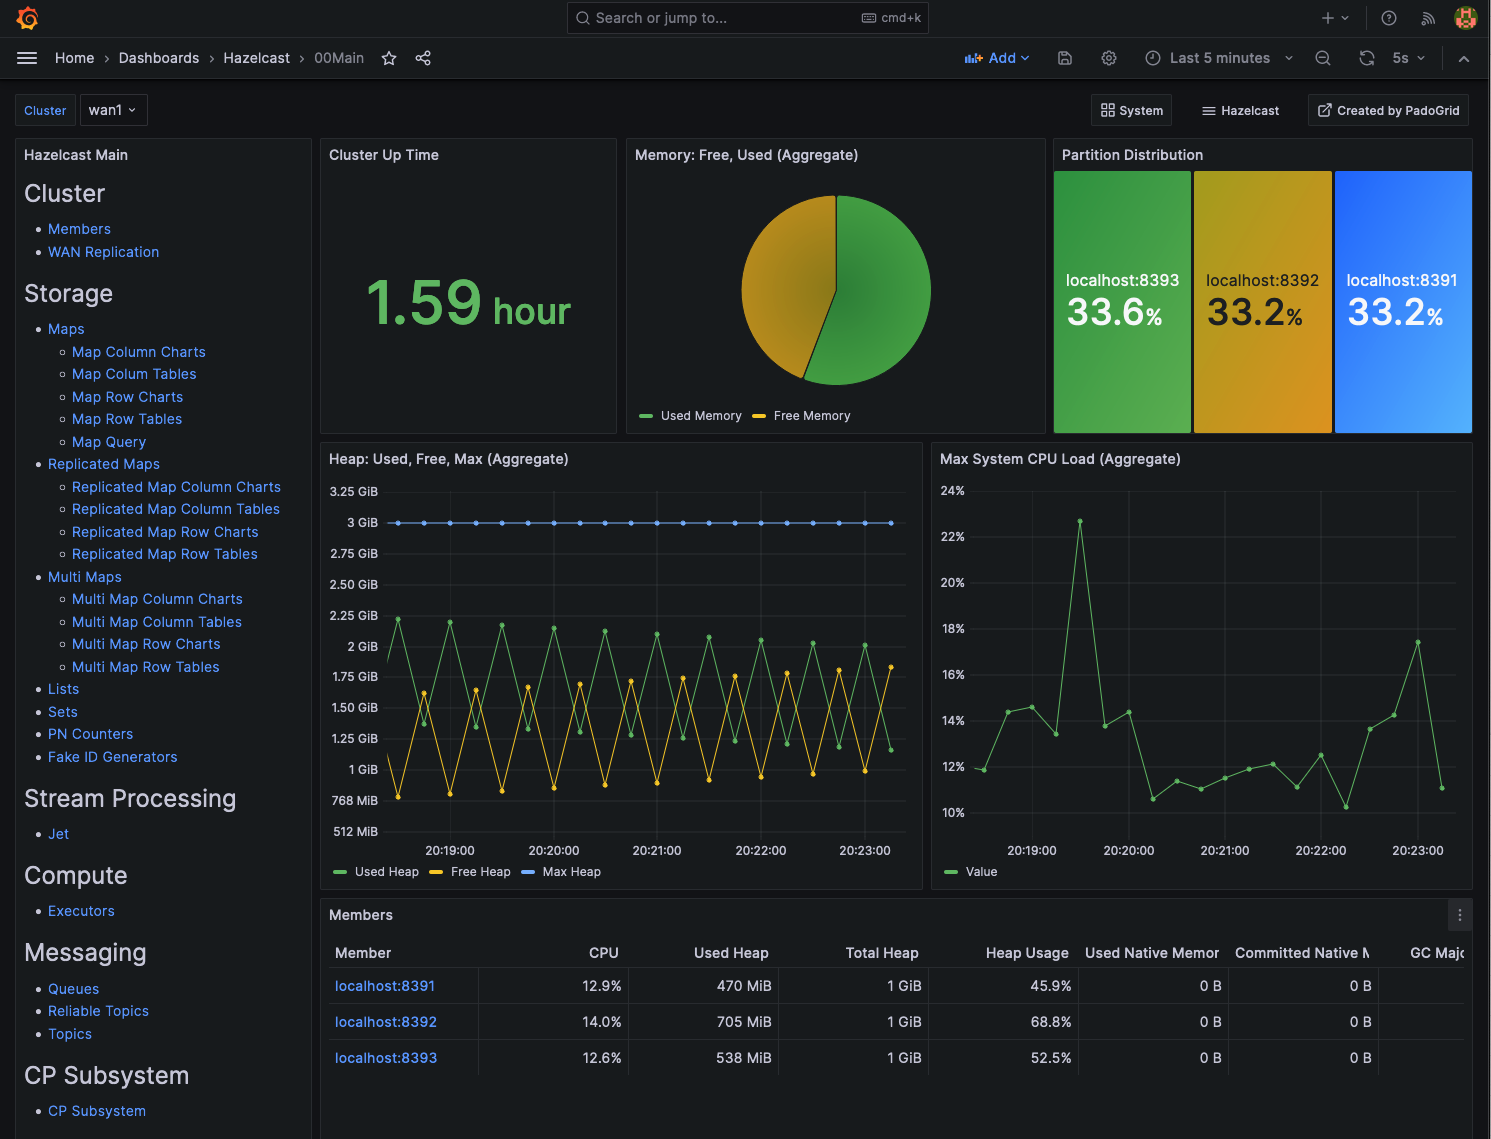 Search or jump to...
cmd+k
Home › Dashboards › Hazelcast › 00Main
Add
Last 5 minutes
5s
Cluster
wan1
System
Hazelcast
Created by PadoGrid
Hazelcast Main
Cluster
Members
WAN Replication
Storage
Maps
Map Column Charts
Map Colum Tables
Map Row Charts
Map Row Tables
Map Query
Replicated Maps
Replicated Map Column Charts
Replicated Map Column Tables
Replicated Map Row Charts
Replicated Map Row Tables
Multi Maps
Multi Map Column Charts
Multi Map Column Tables
Multi Map Row Charts
Multi Map Row Tables
Lists
Sets
PN Counters
Fake ID Generators
Stream Processing
Jet
Compute
Executors
Messaging
Queues
Reliable Topics
Topics
CP Subsystem
CP Subsystem
Cluster Up Time
1.59 hour
Memory: Free, Used (Aggregate)
Used Memory Free Memory
Partition Distribution
localhost:8393
33.6%
localhost:8392
33.2%
localhost:8391
33.2%
Heap: Used, Free, Max (Aggregate)
3.25 GiB
3 GiB
2.75 GiB
2.50 GiB
2.25 GiB
2 GiB
1.75 GiB
1.50 GiB
1.25 GiB
1 GiB
768 MiB
512 MiB
20:19:00 20:20:00 20:21:00 20:22:00 20:23:00
Used Heap Free Heap Max Heap
Max System CPU Load (Aggregate)
24%
22%
20%
18%
16%
14%
12%
10%
20:19:00 20:20:00 20:21:00 20:22:00 20:23:00
Value
Members
Member CPU Used Heap Total Heap Heap Usage Used Native Memor Committed Native M GC Majo
localhost:8391 12.9% 470 MiB 1 GiB 45.9% 0 B 0 B
localhost:8392 14.0% 705 MiB 1 GiB 68.8% 0 B 0 B
localhost:8393 12.6% 538 MiB 1 GiB 52.5% 0 B 0 B